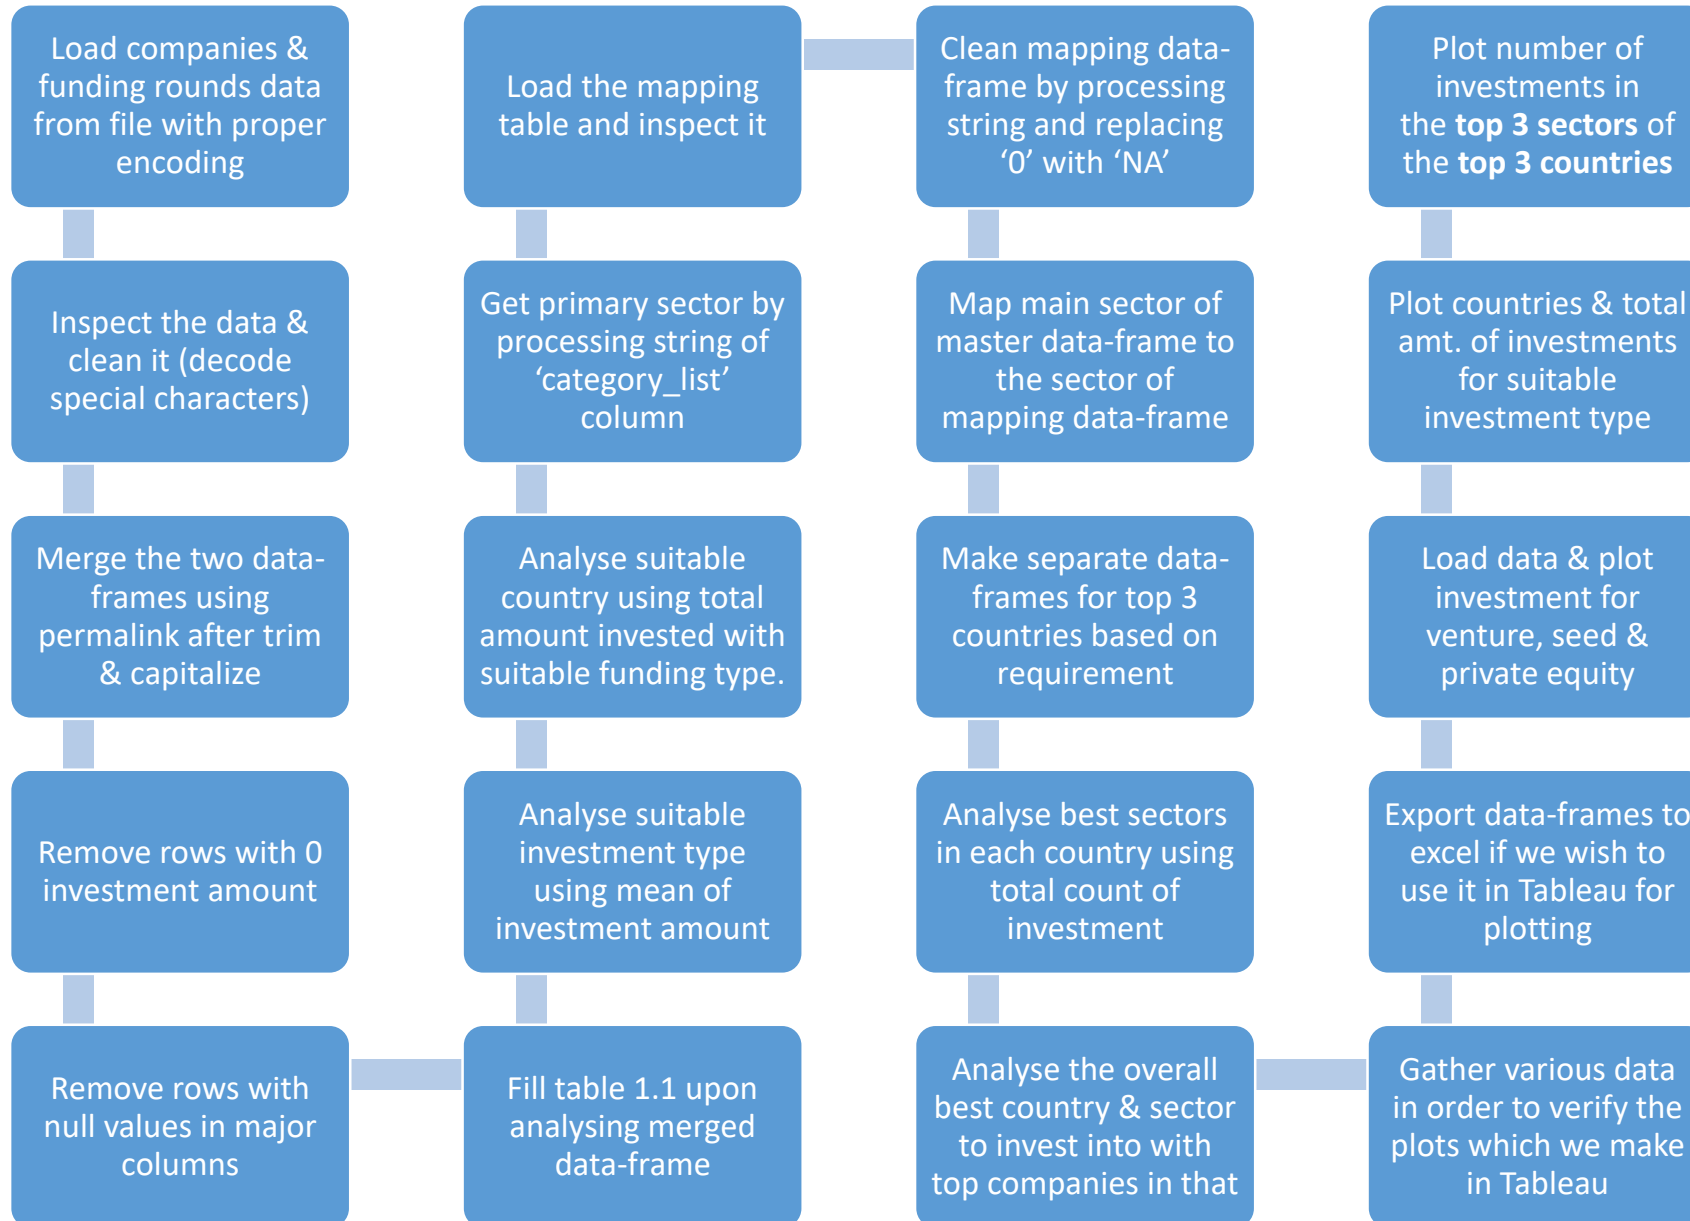 Load companies &
funding rounds data
from file with proper
encoding
Inspect the data &
clean it (decode
special characters)
Merge the two data-
frames using
permalink after trim
& capitalize
Remove rows with 0
investment amount
Remove rows with
null values in major
columns
Fill table 1.1 upon
analysing merged
data-frame
Analyse suitable
investment type
using mean of
investment amount
Analyse suitable
country using total
amount invested with
suitable funding type.
Get primary sector by
processing string of
‘category_list’
column
Load the mapping
table and inspect it
Clean mapping data-
frame by processing
string and replacing
‘0’ with ‘NA’
Map main sector of
master data-frame to
the sector of
mapping data-frame
Make separate data-
frames for top 3
countries based on
requirement
Analyse best sectors
in each country using
total count of
investment
Analyse the overall
best country & sector
to invest into with
top companies in that
Gather various data
in order to verify the
plots which we make
in Tableau
Export data-frames to
excel if we wish to
use it in Tableau for
plotting
Load data & plot
investment for
venture, seed &
private equity
Plot countries & total
amt. of investments
for suitable
investment type
Plot number of
investments in
the top 3 sectors of
the top 3 countries